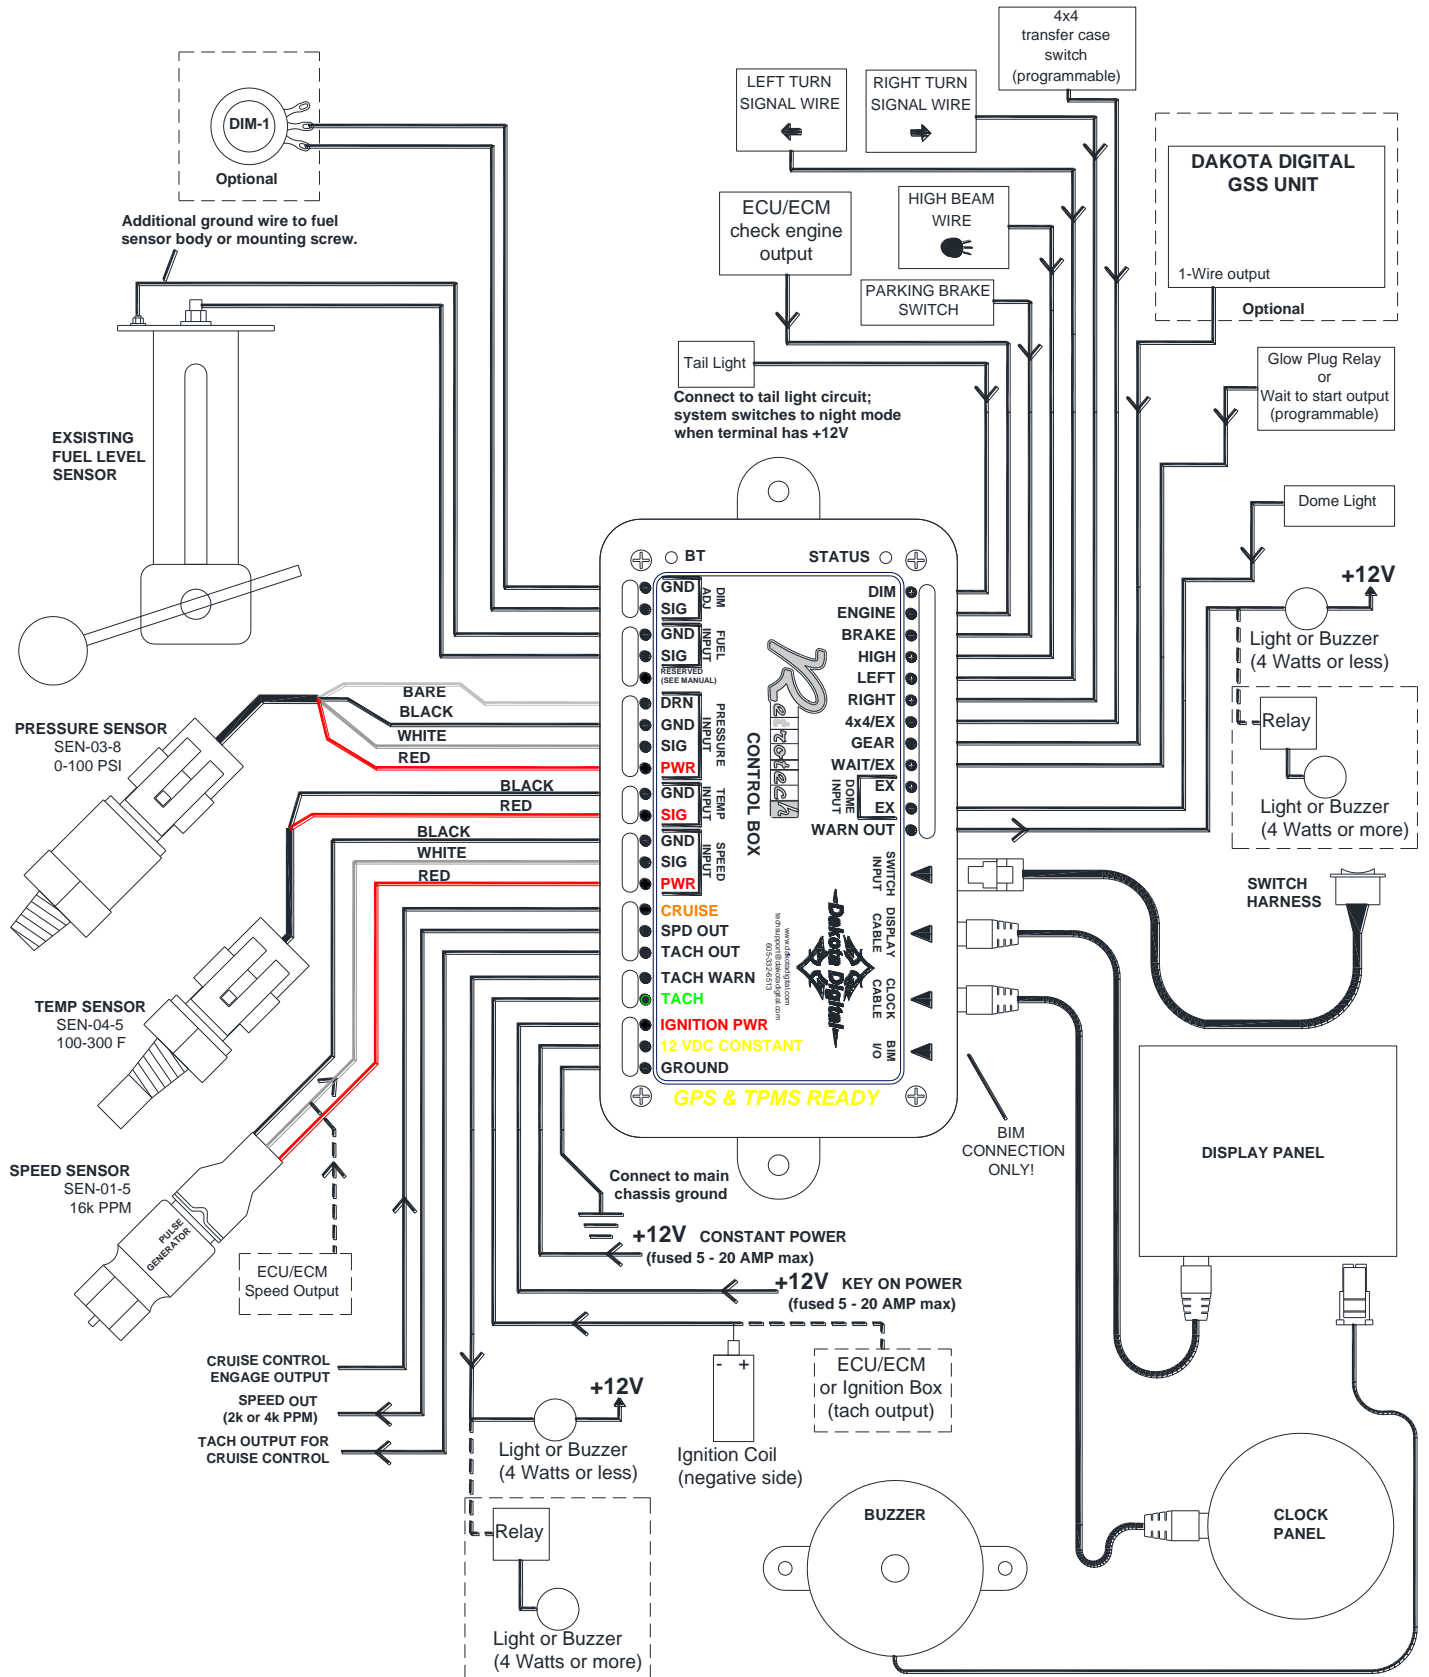 4x4
transfer case
switch
(programmable)
LEFT TURN
SIGNAL WIRE
RIGHT TURN
SIGNAL WIRE
DIM-1
Optional
DAKOTA DIGITAL
GSS UNIT
1-Wire output
Optional
Additional ground wire to fuel
sensor body or mounting screw.
ECU/ECM
check engine
output
HIGH BEAM
WIRE
PARKING BRAKE
SWITCH
Tail Light
Connect to tail light circuit;
system switches to night mode
when terminal has +12V
Glow Plug Relay
or
Wait to start output
(programmable)
EXSISTING
FUEL LEVEL
SENSOR
Dome Light
+12V
Light or Buzzer
(4 Watts or less)
Relay
Light or Buzzer
(4 Watts or more)
BT
STATUS
GND
SIG
DIM
ADJ
GND
SIG
FUEL
INPUT
RESERVED
(SEE MANUAL)
DRN
GND
SIG
PWR
PRESSURE
INPUT
GND
SIG
TEMP
INPUT
GND
SIG
PWR
SPEED
INPUT
CRUISE
SPD OUT
TACH OUT
TACH WARN
TACH
IGNITION PWR
12 VDC CONSTANT
GROUND
GPS & TPMS READY
DIM
ENGINE
BRAKE
HIGH
LEFT
RIGHT
4x4/EX
GEAR
WAIT/EX
EX
EX
DOME
INPUT
WARN OUT
SWITCH
INPUT
DISPLAY
CABLE
CLOCK
CABLE
BIM
I/O
Retrotech
CONTROL BOX
Dakota Digital
www.dakotadigital.com
techsupport@dakotadigital.com
605-332-6513
BARE
BLACK
WHITE
RED
BLACK
RED
BLACK
WHITE
RED
PRESSURE SENSOR
SEN-03-8
0-100 PSI
TEMP SENSOR
SEN-04-5
100-300 F
SPEED SENSOR
SEN-01-5
16k PPM
PULSE
GENERATOR
ECU/ECM
Speed Output
SWITCH
HARNESS
BIM
CONNECTION
ONLY!
DISPLAY PANEL
Connect to main
chassis ground
+12V CONSTANT POWER
(fused 5 - 20 AMP max)
+12V KEY ON POWER
(fused 5 - 20 AMP max)
CRUISE CONTROL
ENGAGE OUTPUT
SPEED OUT
(2k or 4k PPM)
TACH OUTPUT FOR
CRUISE CONTROL
+12V
Light or Buzzer
(4 Watts or less)
Relay
Light or Buzzer
(4 Watts or more)
- +
Ignition Coil
(negative side)
ECU/ECM
or Ignition Box
(tach output)
BUZZER
CLOCK
PANEL